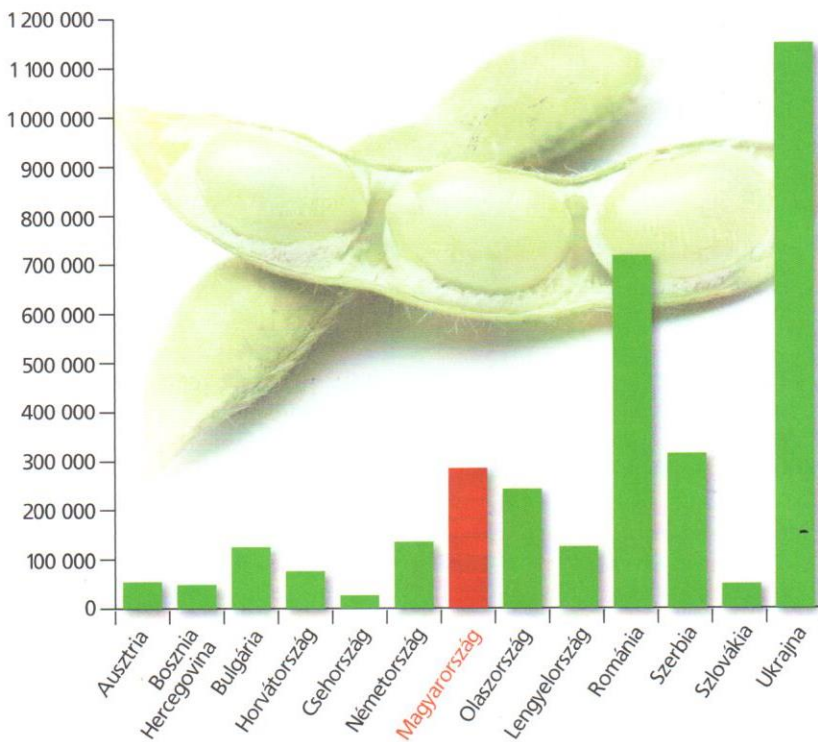 1 200 000
1 100 000
1 000 000
900 000
800 000
700 000
600 000
500 000
400 000
300 000
200 000
100 000
0
Ausztria
Bosznia
Hercegovina
Bulgária
Horvátország
Csehország
Németország
Magyarország
Olaszország
Lengyelország
Románia
Szerbia
Szlovákia
Ukrajna